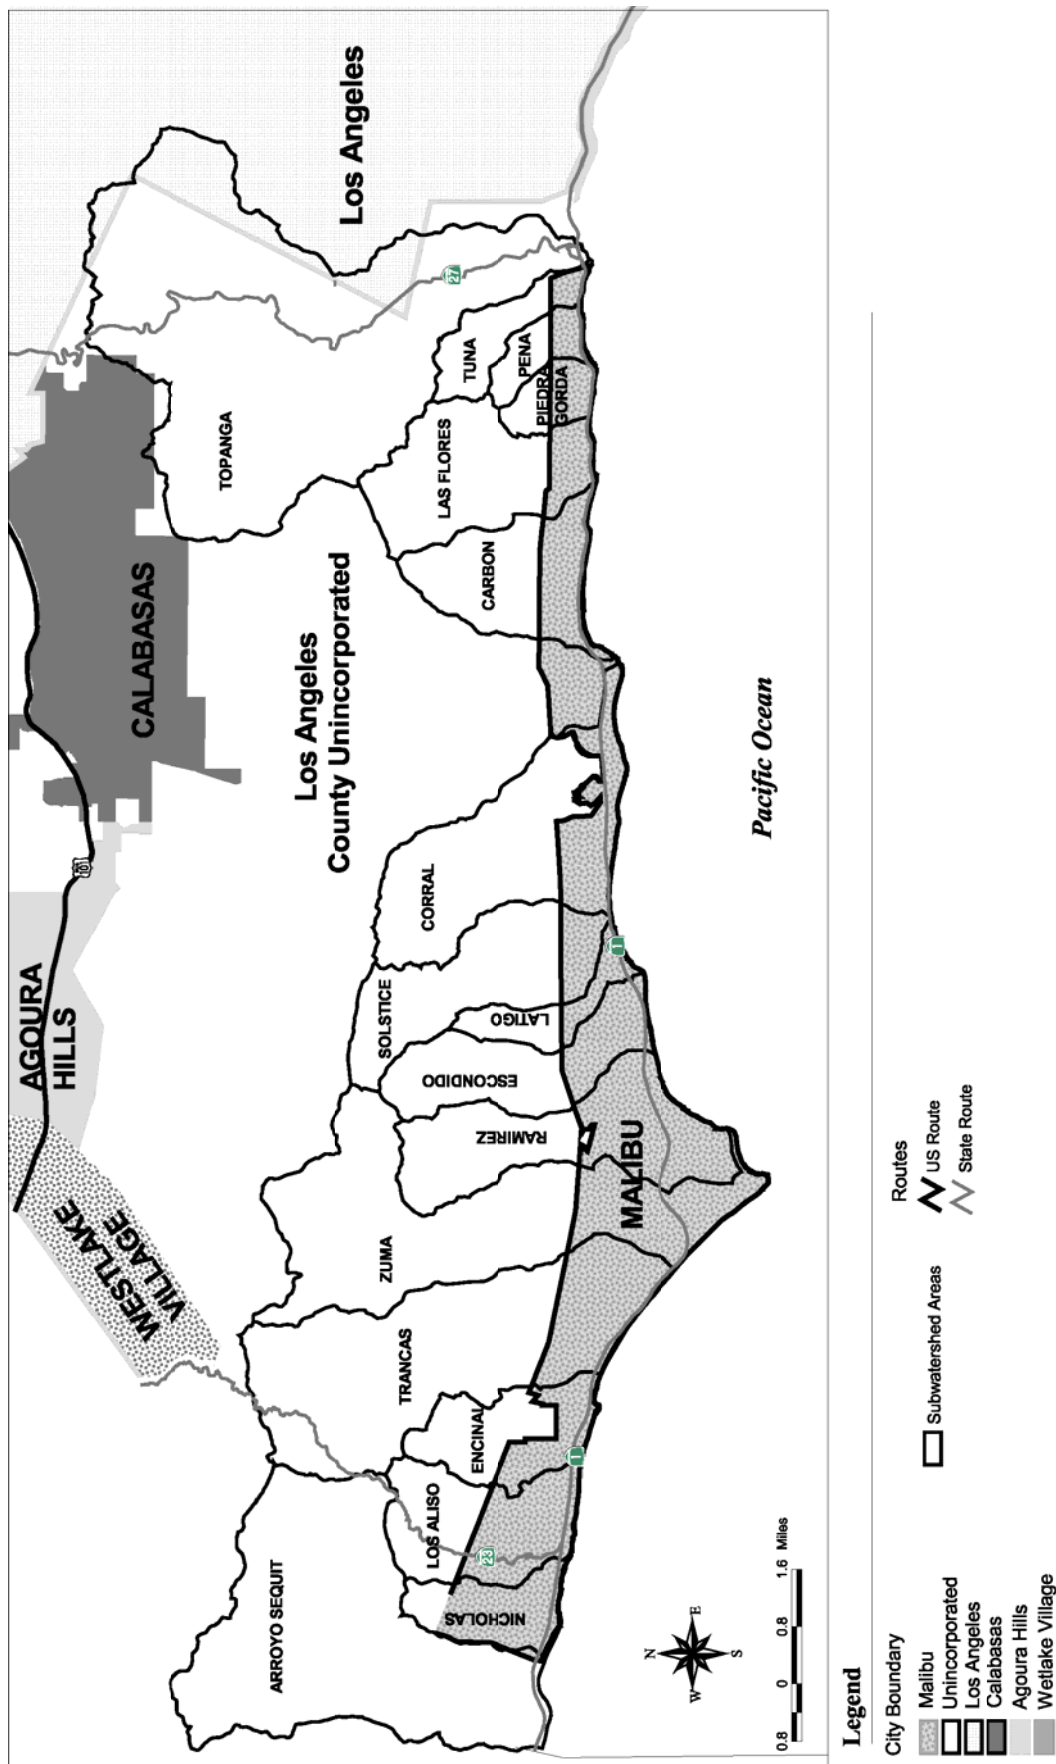 Los Angeles
27
TOPANGA
TUNA
PENA
PIEDRA
GORDA
LAS FLORES
CARBON
CALABASAS
Los Angeles
County Unincorporated
101
AGOURA
HILLS
WESTLAKE
VILLAGE
CORRAL
SOLSTICE
LATIGO
ESCONDIDO
RAMIREZ
ZUMA
TRANCAS
ENCINAL
LOS ALISO
NICHOLAS
ARROYO SEQUIT
MALIBU
1
1
23
Pacific Ocean
N
E
S
W
0.8 0 0.8 1.6 Miles
Legend
City Boundary
Malibu
Unincorporated
Los Angeles
Calabasas
Agoura Hills
Wetlake Village
Subwatershed Areas
Routes
US Route
State Route